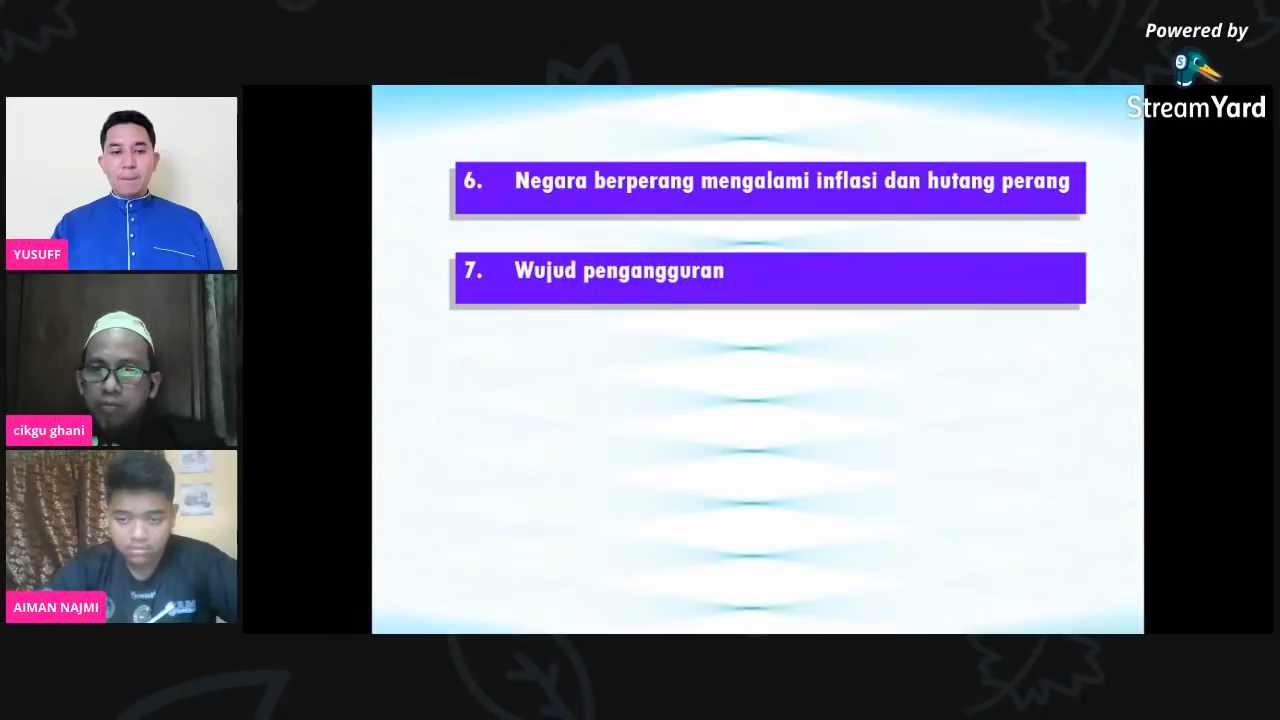 Powered by
StreamYard
6. Negara berperang mengalami inflasi dan hutang perang
7. Wujud pengangguran
YUSUFF
cikgu ghani
AIMAN NAJMI